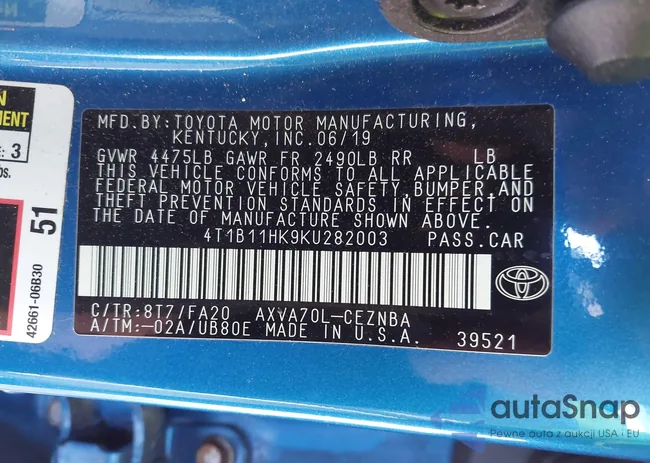 MFD.BY:TOYOTA MOTOR MANUFACTURING,
KENTUCKY,INC.06/19
GVWR 4475LB GAWR FR 2490LB RR LB
THIS VEHICLE CONFORMS TO ALL APPLICABLE
FEDERAL MOTOR VEHICLE SAFETY, BUMPER, AND
THEFT PREVENTION STANDARDS IN EFFECT ON
THE DATE OF MANUFACTURE SHOWN ABOVE.
4T1B11HK9KU282003 PASS.CAR
C/TR:8T7/FA20 AXVA70L-CEZNBA
A/TM:-02A/UB80E MADE IN U.S.A.
39521
3
51
42661-06B30
autoSnap
Pewne auta z aukcji USA i EU